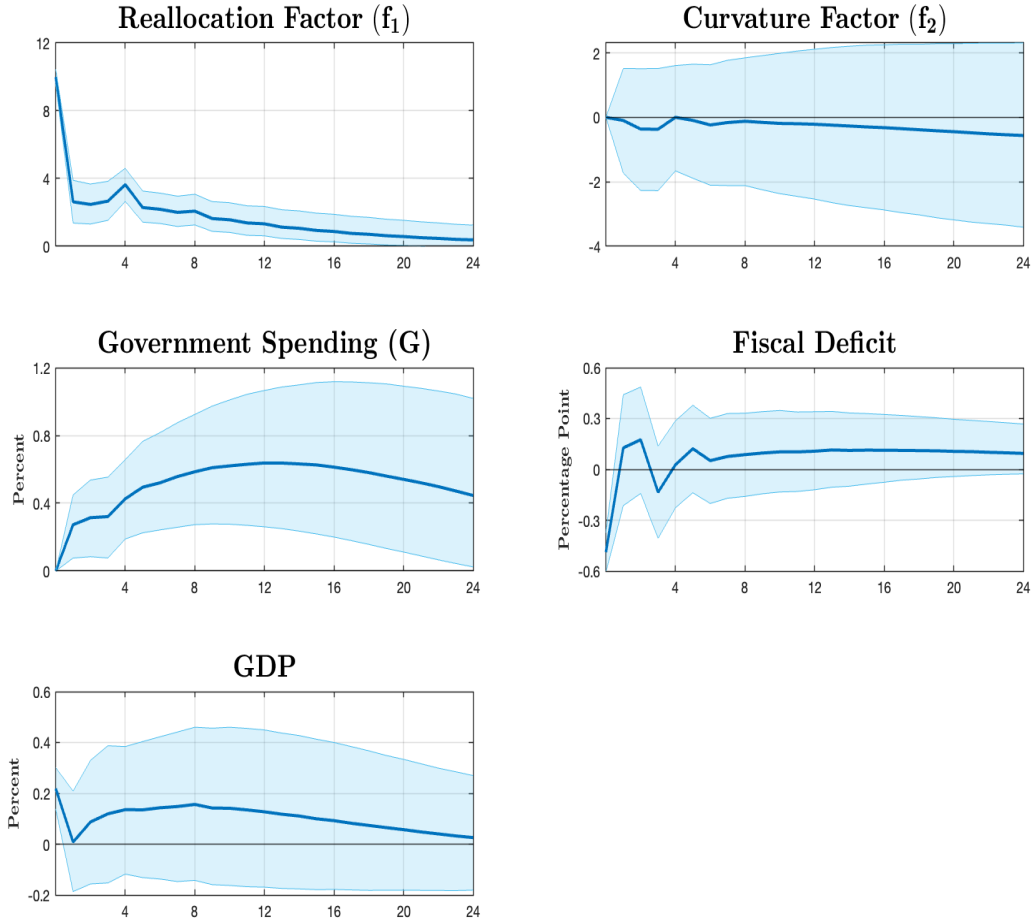 Reallocation Factor (f₁)
12
8
4
0
4 8 12 16 20 24
Curvature Factor (f₂)
2
0
-2
-4
4 8 12 16 20 24
Government Spending (G)
Percent
1.2
0.8
0.4
0
4 8 12 16 20 24
Fiscal Deficit
Percentage Point
0.6
0.3
0
-0.3
-0.6
4 8 12 16 20 24
GDP
Percent
0.6
0.4
0.2
0
-0.2
4 8 12 16 20 24